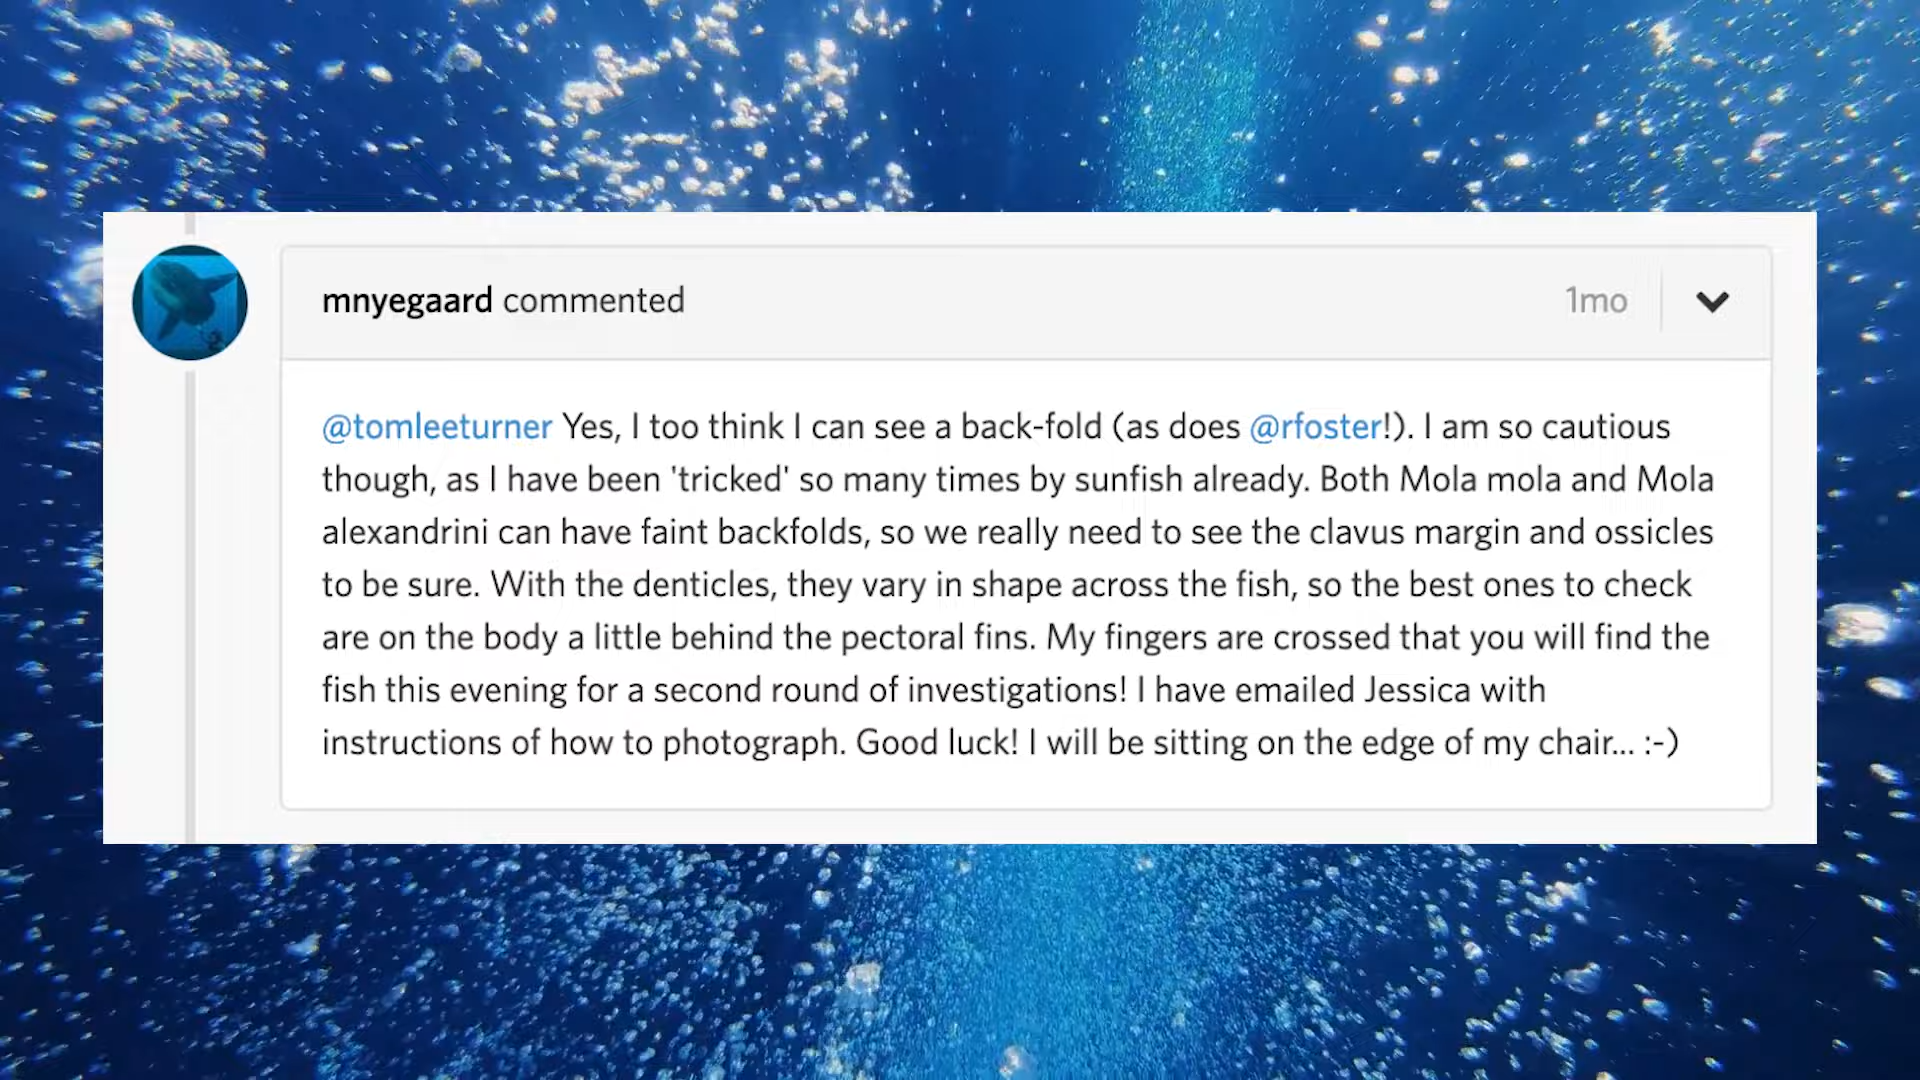 mnyegaard commented 1mo
@tomleeturner Yes, I too think I can see a back-fold (as does @rfoster!). I am so cautious
though, as I have been 'tricked' so many times by sunfish already. Both Mola mola and Mola
alexandrini can have faint backfolds, so we really need to see the clavus margin and ossicles
to be sure. With the denticles, they vary in shape across the fish, so the best ones to check
are on the body a little behind the pectoral fins. My fingers are crossed that you will find the
fish this evening for a second round of investigations! I have emailed Jessica with
instructions of how to photograph. Good luck! I will be sitting on the edge of my chair... :-)